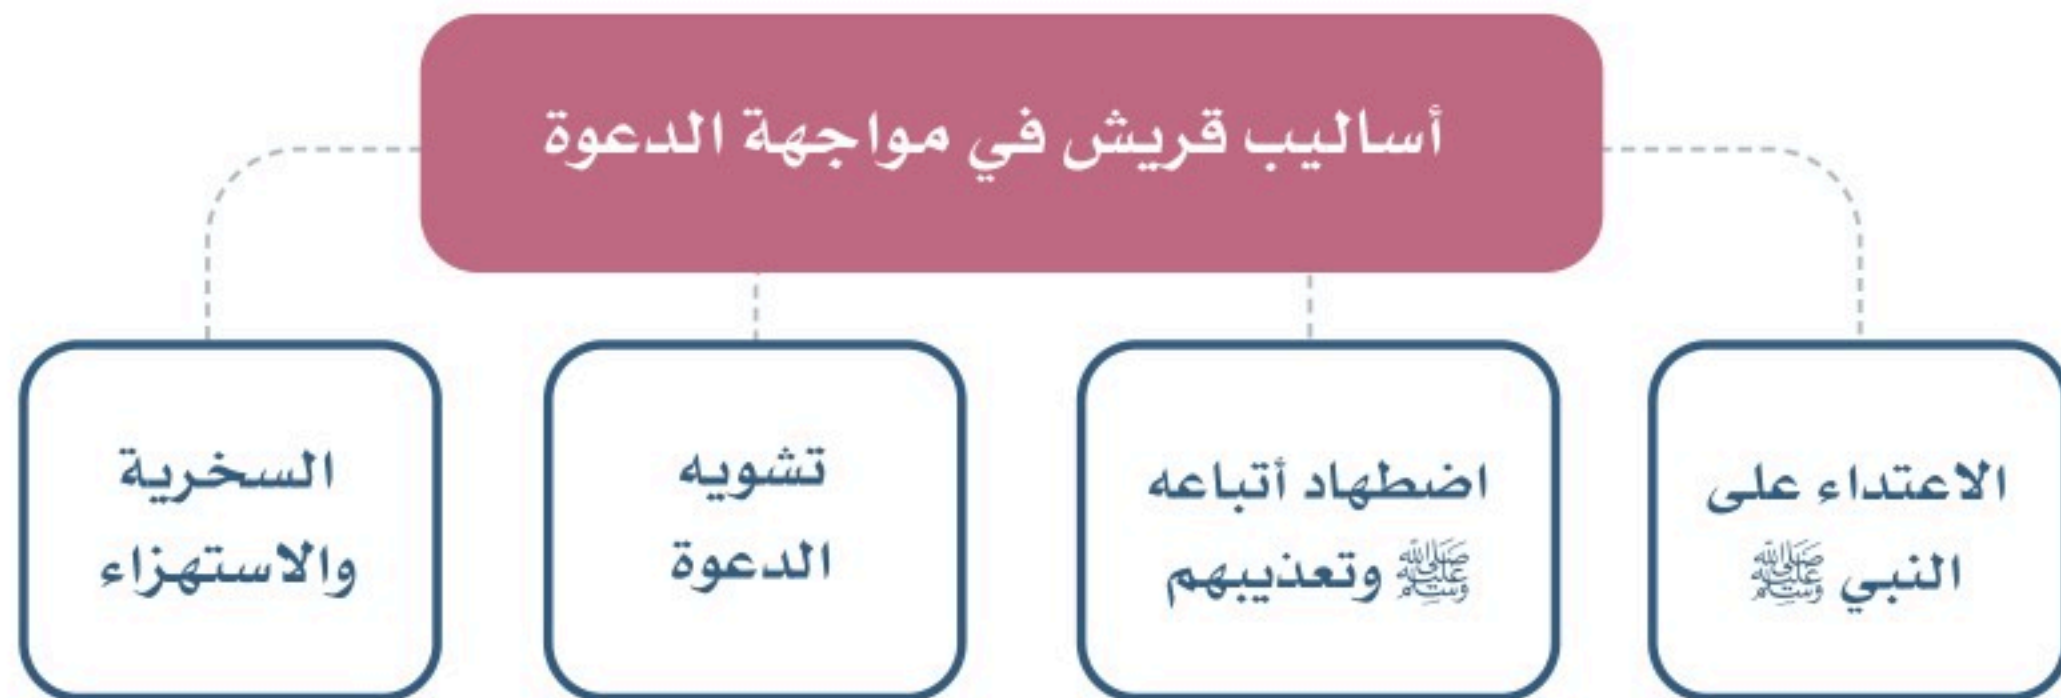 أساليب قريش في مواجهة الدعوة
الاعتداء على
النبي ﷺ
اضطهاد أتباعه
ﷺ وتعذيبهم
تشويه
الدعوة
السخرية
والاستهزاء